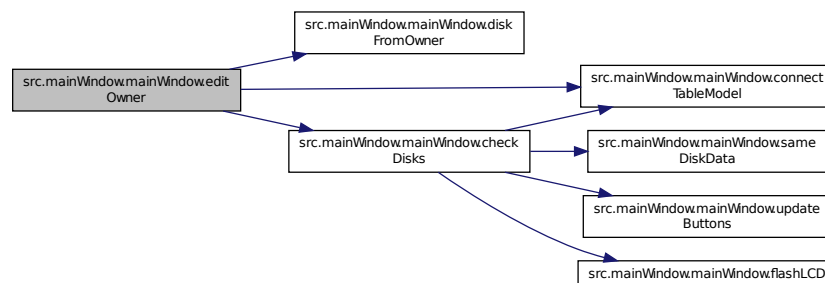 src.mainWindow.mainWindow.disk
FromOwner
src.mainWindow.mainWindow.edit
Owner
src.mainWindow.mainWindow.connect
TableModel
src.mainWindow.mainWindow.check
Disks
src.mainWindow.mainWindow.same
DiskData
src.mainWindow.mainWindow.update
Buttons
src.mainWindow.mainWindow.flashLCD